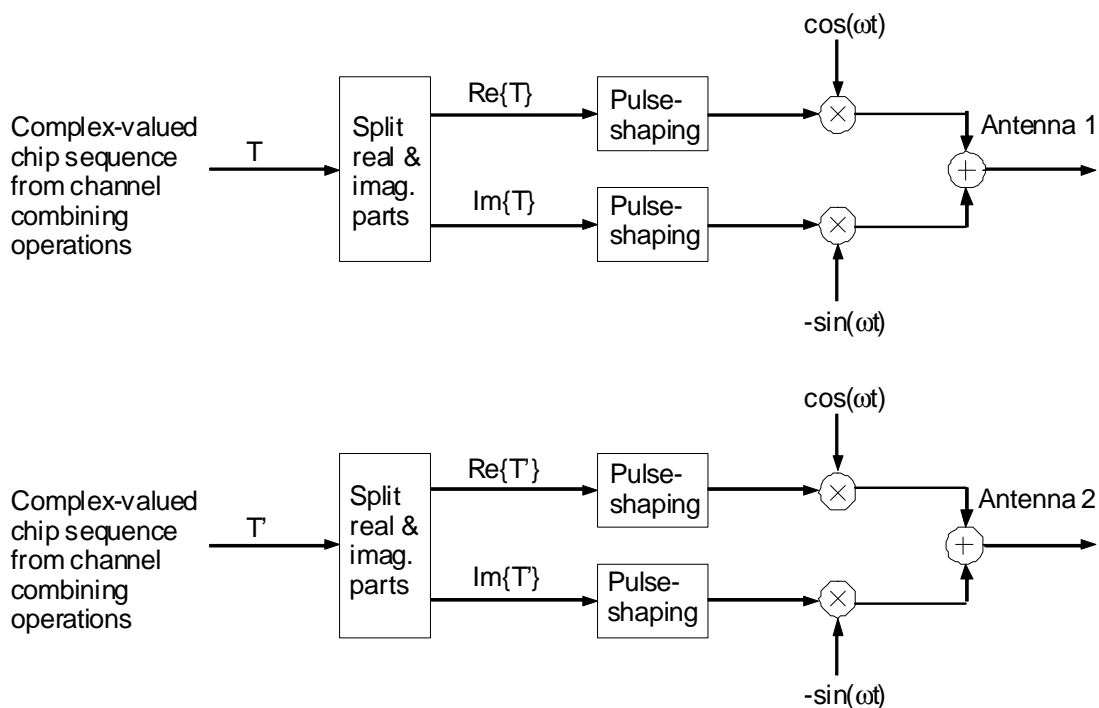 cos(ωt)
Complex-valued
chip sequence
from channel
combining
operations
T
Split
real &
imag.
parts
Re{T}
Im{T}
Pulse-
shaping
Pulse-
shaping
×
×
-sin(ωt)
+
Antenna 1
cos(ωt)
Complex-valued
chip sequence
from channel
combining
operations
T'
Split
real &
imag.
parts
Re{T'}
Im{T'}
Pulse-
shaping
Pulse-
shaping
×
×
-sin(ωt)
+
Antenna 2